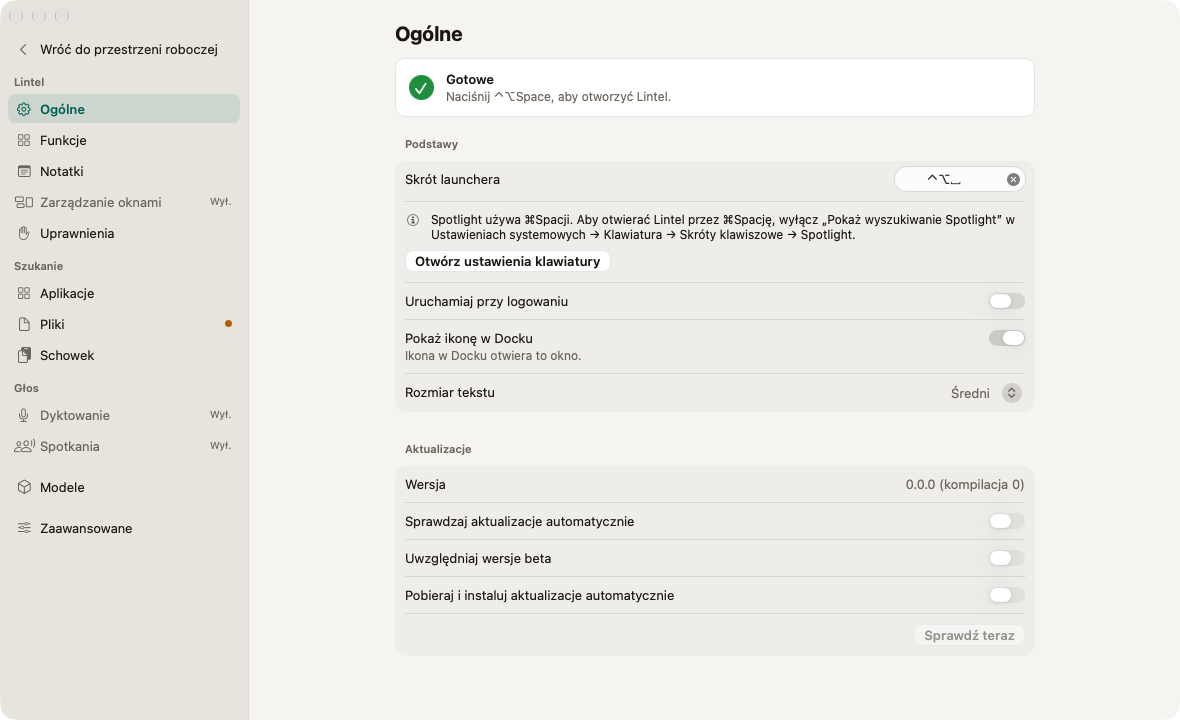 Wróć do przestrzeni roboczej
Lintel
Ogólne
Funkcje
Notatki
Zarządzanie oknami Wył.
Uprawnienia
Szukanie
Aplikacje
Pliki
Schowek
Głos
Dyktowanie Wył.
Spotkania Wył.
Modele
Zaawansowane
Ogólne
Gotowe
Naciśnij ⌃⌥Space, aby otworzyć Lintel.
Podstawy
Skrót launchera ⌃⌥⎵
Spotlight używa ⌘Spacji. Aby otwierać Lintel przez ⌘Spację, wyłącz „Pokaż wyszukiwanie Spotlight” w
Ustawieniach systemowych → Klawiatura → Skróty klawiszowe → Spotlight.
Otwórz ustawienia klawiatury
Uruchamiaj przy logowaniu
Pokaż ikonę w Docku
Ikona w Docku otwiera to okno.
Rozmiar tekstu Średni
Aktualizacje
Wersja 0.0.0 (kompilacja 0)
Sprawdzaj aktualizacje automatycznie
Uwzględniaj wersje beta
Pobieraj i instaluj aktualizacje automatycznie
Sprawdź teraz